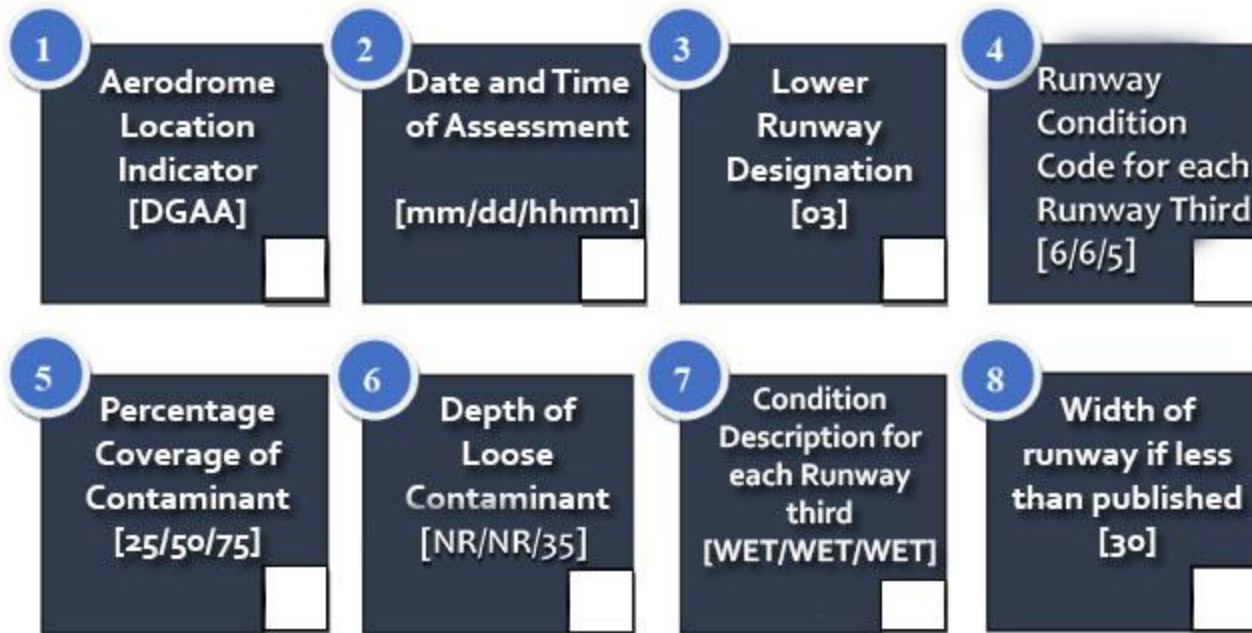 1
Aerodrome
Location
Indicator
[DGAA]
2
Date and Time
of Assessment
[mm/dd/hhmm]
3
Lower
Runway
Designation
[03]
4
Runway
Condition
Code for each
Runway Third
[6/6/5]
5
Percentage
Coverage of
Contaminant
[25/50/75]
6
Depth of
Loose
Contaminant
[NR/NR/35]
7
Condition
Description for
each Runway
third
[WET/WET/WET]
8
Width of
runway if less
than published
[30]